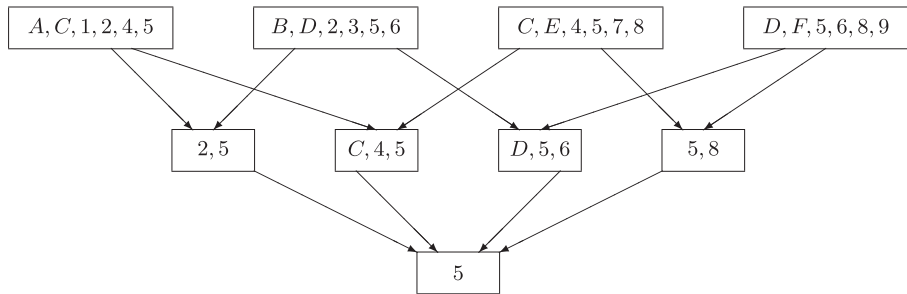 A, C, 1, 2, 4, 5
B, D, 2, 3, 5, 6
C, E, 4, 5, 7, 8
D, F, 5, 6, 8, 9
2, 5
C, 4, 5
D, 5, 6
5, 8
5